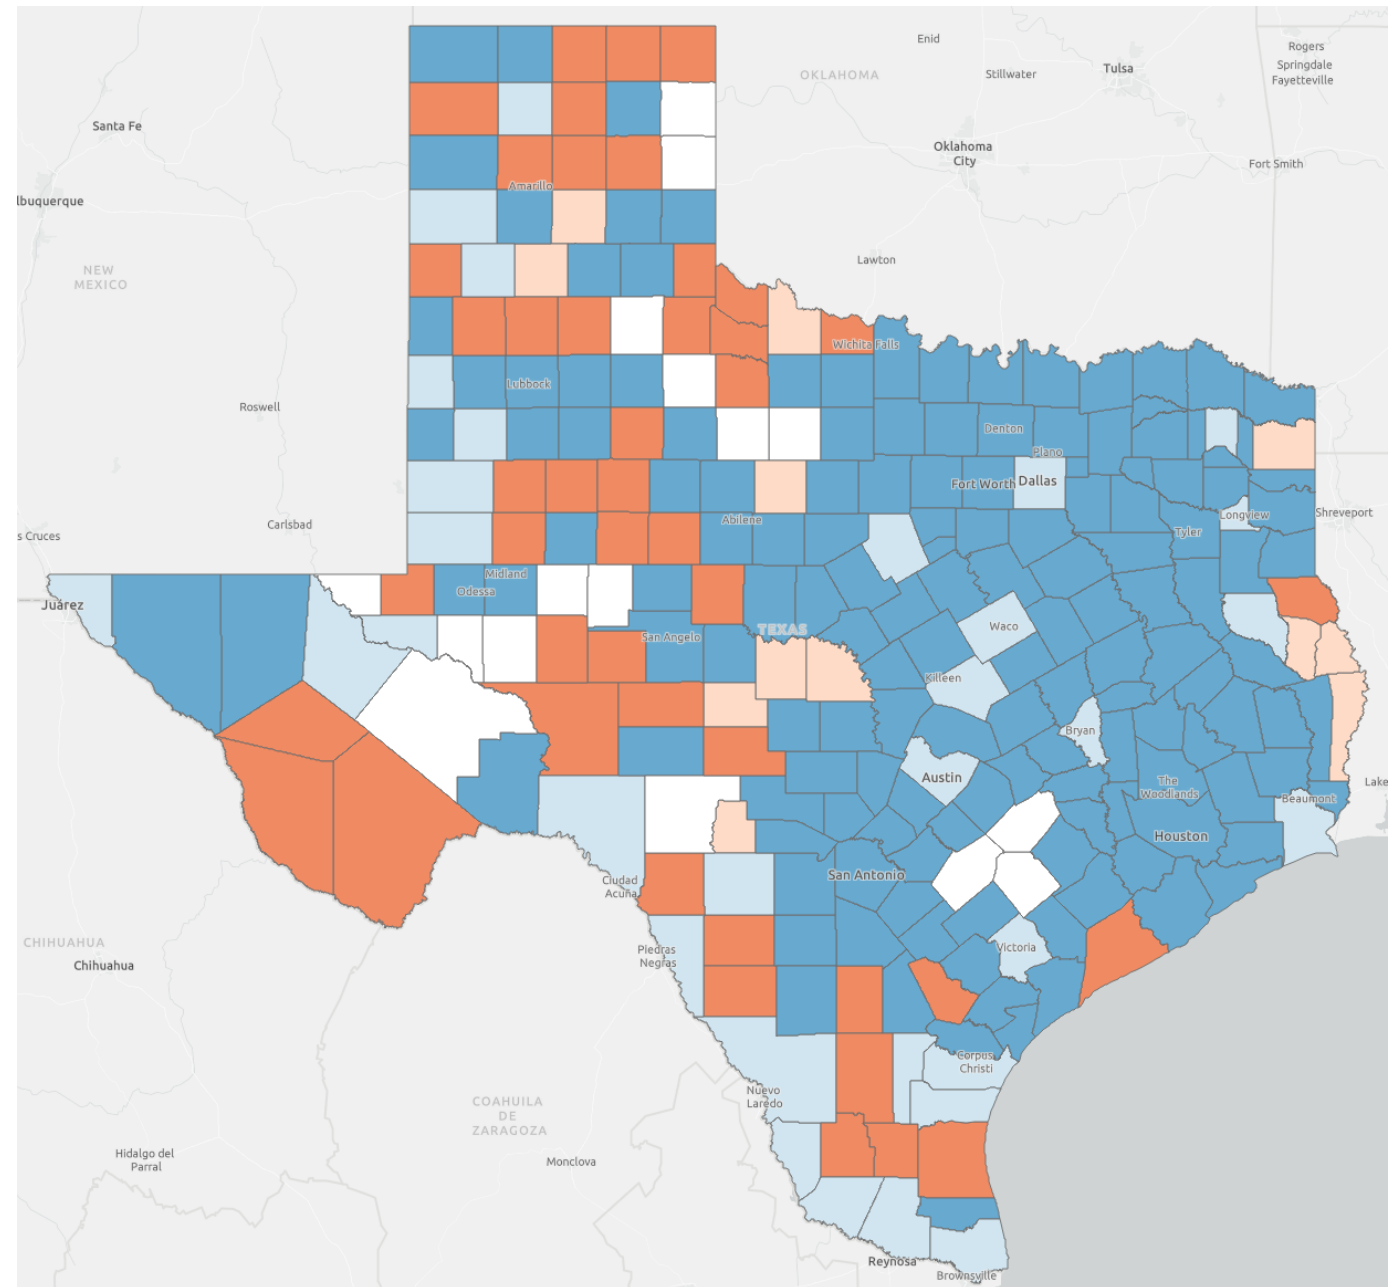 Enid
Rogers
Springdale
Fayetteville
OKLAHOMA
Stillwater
Tulsa
Santa Fe
Oklahoma
City
Fort Smith
Amarillo
lbuquerque
NEW
MEXICO
Lawton
Wichita Falls
Lubbock
Roswell
Denton
Plano
Fort Worth
Dallas
Carlsbad
Abilene
Longview
Shreveport
s Cruces
Tyler
Midland
Odessa
Juárez
TEXAS
San Angelo
Waco
Killeen
Bryan
Austin
The
Woodlands
Lake
Beaumont
Houston
San Antonio
Ciudad
Acuña
CHIHUAHUA
Chihuahua
Piedras
Negras
Victoria
Corpus
Christi
Nuevo
Laredo
COAHUILA
DE
ZARAGOZA
Hidalgo del
Parral
Monclova
Reynosa
Brownsville